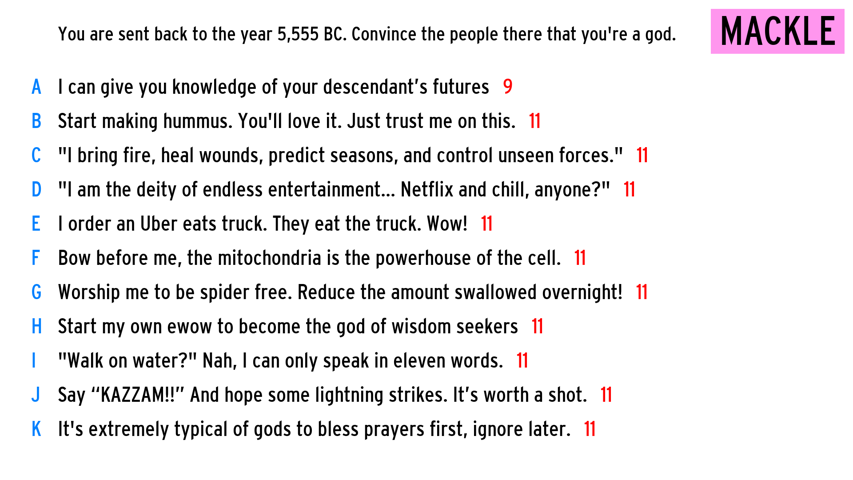 You are sent back to the year 5,555 BC. Convince the people there that you're a god.
MACKLE
A I can give you knowledge of your descendant’s futures 9
B Start making hummus. You'll love it. Just trust me on this. 11
C "I bring fire, heal wounds, predict seasons, and control unseen forces." 11
D "I am the deity of endless entertainment... Netflix and chill, anyone?" 11
E I order an Uber eats truck. They eat the truck. Wow! 11
F Bow before me, the mitochondria is the powerhouse of the cell. 11
G Worship me to be spider free. Reduce the amount swallowed overnight! 11
H Start my own ewow to become the god of wisdom seekers 11
I "Walk on water?" Nah, I can only speak in eleven words. 11
J Say “KAZZAM!!” And hope some lightning strikes. It’s worth a shot. 11
K It's extremely typical of gods to bless prayers first, ignore later. 11